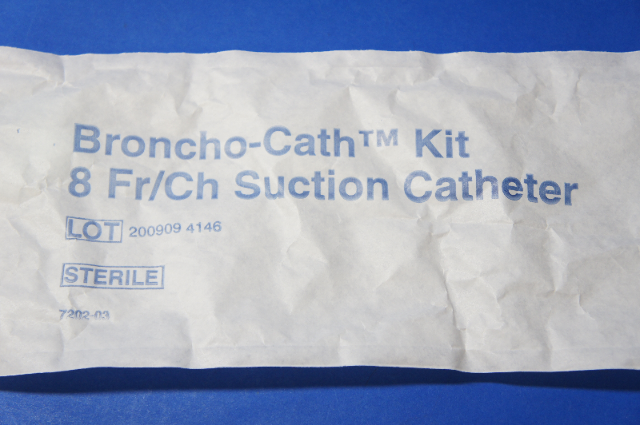 Broncho-Cath™ Kit
8 Fr/Ch Suction Catheter
LOT 200909 4146
STERILE
7202-03